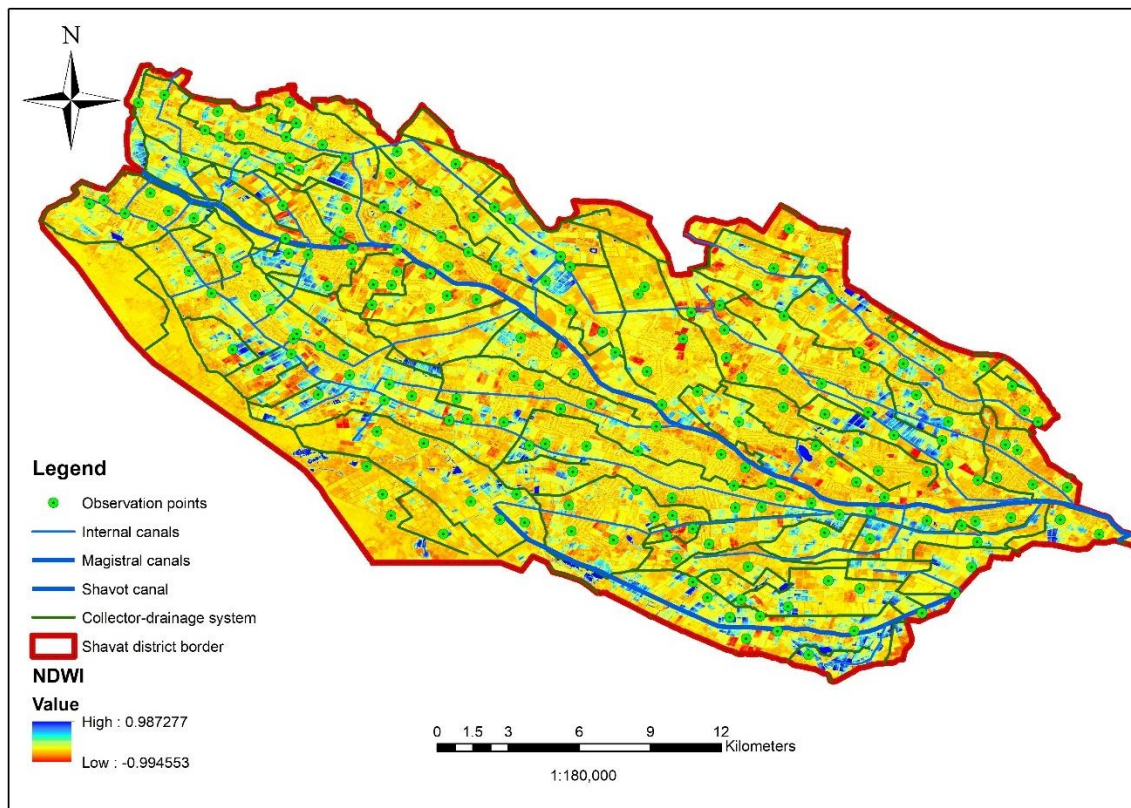 N
Legend
Observation points
Internal canals
Magistral canals
Shavot canal
Collector-drainage system
Shavat district border
NDWI
Value
High : 0.987277
Low : -0.994553
0 1.5 3 6 9 12
Kilometers
1:180,000